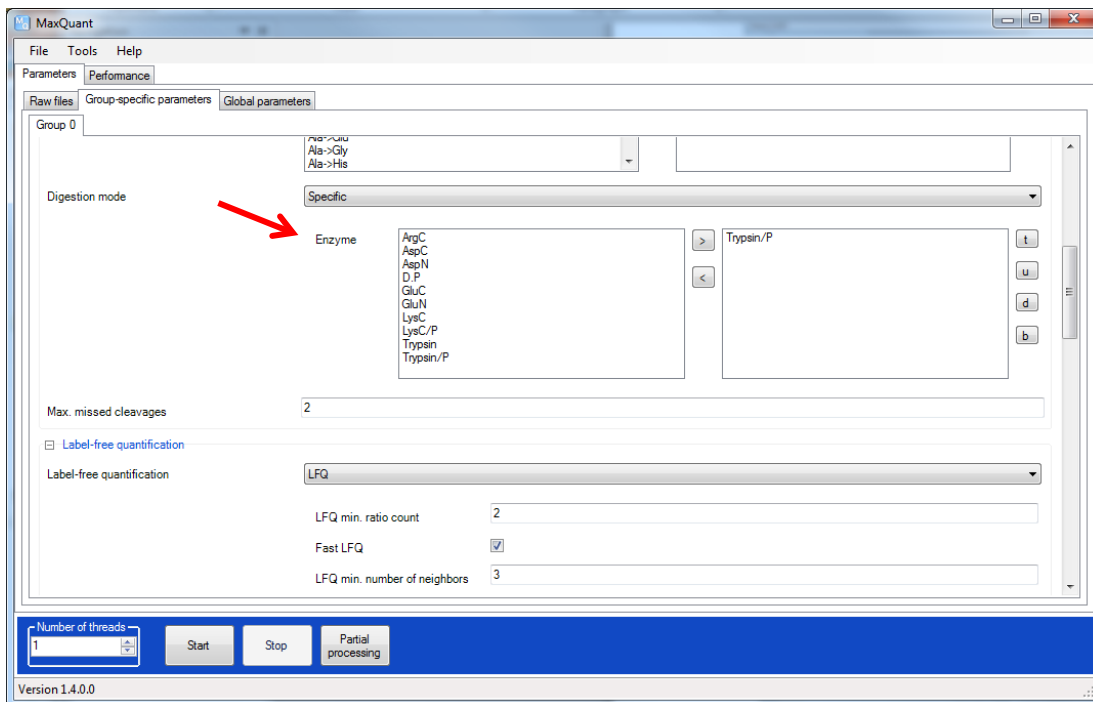 MaxQuant
File Tools Help
Parameters Performance
Raw files Group-specific parameters Global parameters
Group 0
Ala->Glu
Ala->Gly
Ala->His
Digestion mode Specific
Enzyme ArgC > Trypsin/P t
AspC
AspN
D.P < u
GluC
GluN d
LysC
LysC/P b
Trypsin
Trypsin/P
Max. missed cleavages 2
Label-free quantification
Label-free quantification LFQ
LFQ min. ratio count 2
Fast LFQ
LFQ min. number of neighbors 3
Number of threads
1 Start Stop Partial processing
Version 1.4.0.0